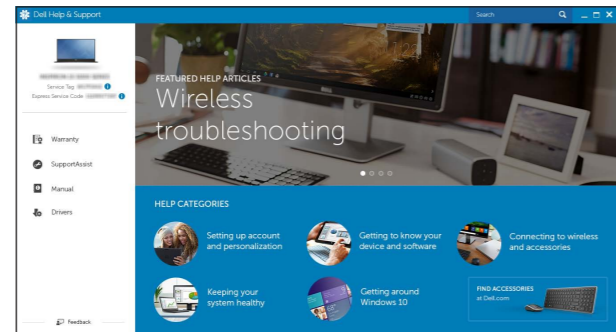 Dell Help & Support
Search
Service Tag:
Express Service Code:
Warranty
SupportAssist
Manual
Drivers
Feedback
FEATURED HELP ARTICLES
Wireless
troubleshooting
HELP CATEGORIES
Setting up account
and personalization
Getting to know your
device and software
Connecting to wireless
and accessories
Keeping your
system healthy
Getting around
Windows 10
FIND ACCESSORIES
at Dell.com